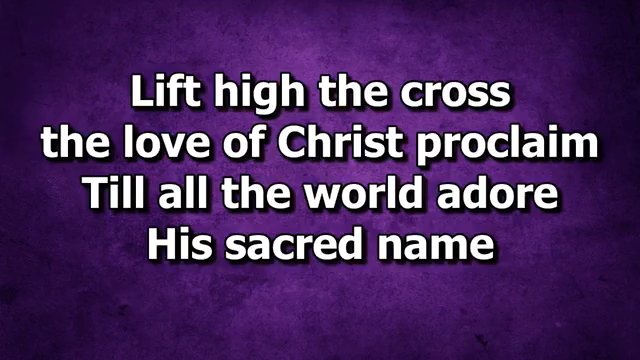 Lift high the cross
the love of Christ proclaim
Till all the world adore
His sacred name